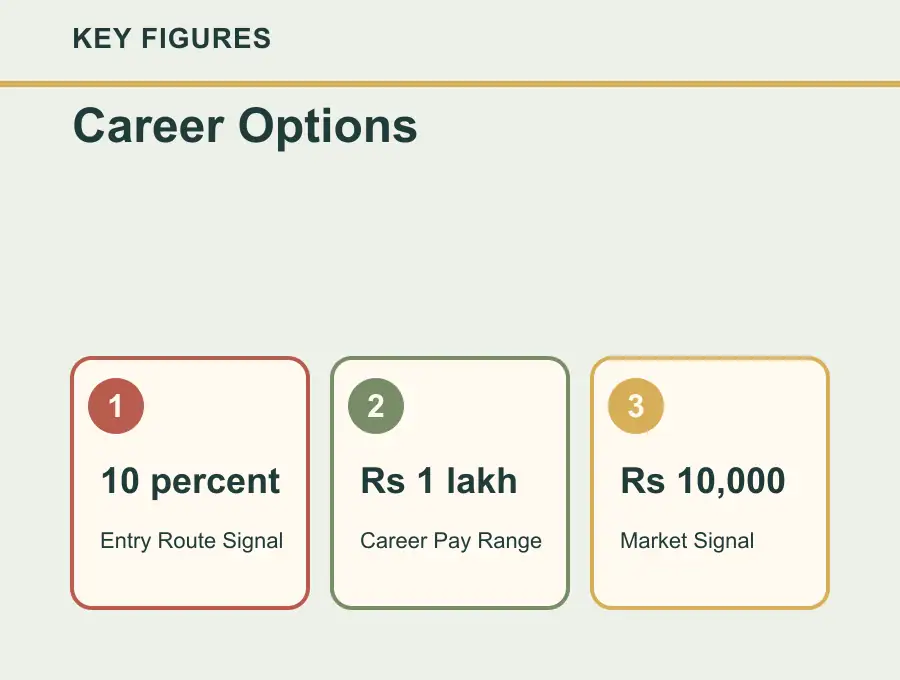 KEY FIGURES
Career Options
1
10 percent
Entry Route Signal
2
Rs 1 lakh
Career Pay Range
3
Rs 10,000
Market Signal